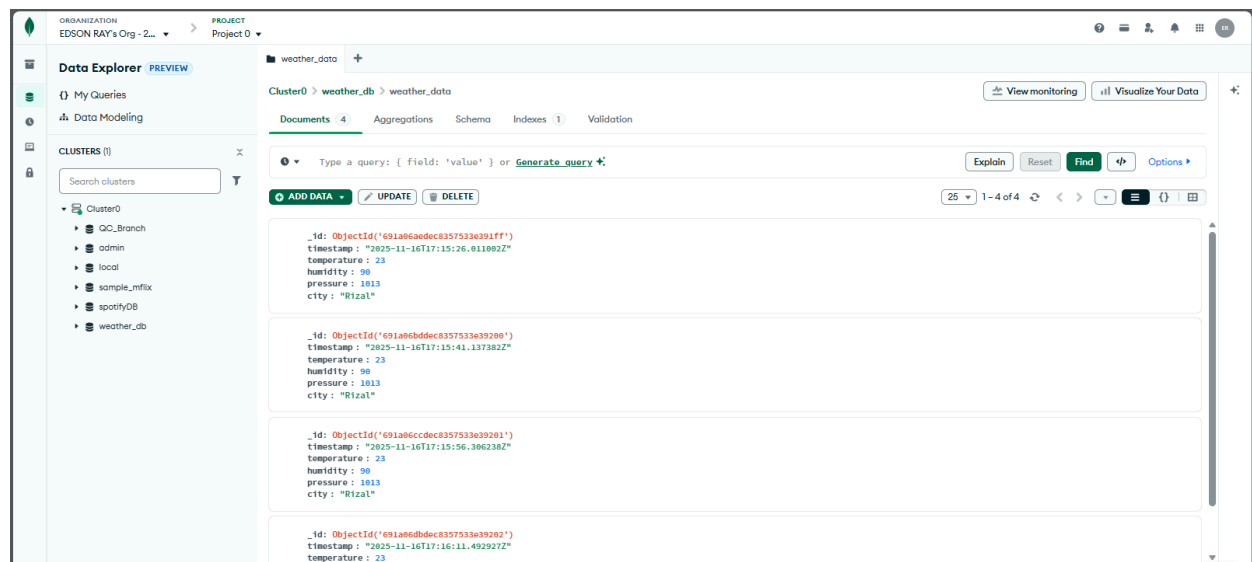 ORGANIZATION
EDSON RAY's Org - 2...
PROJECT
Project 0
ER
Data Explorer PREVIEW
My Queries
Data Modeling
CLUSTERS (1)
Search clusters
Cluster0
QC_Branch
admin
local
sample_mflix
spotifyDB
weather_db
weather_data
Cluster0 > weather_db > weather_data
View monitoring
Visualize Your Data
Documents 4 Aggregations Schema Indexes 1 Validation
Type a query: { field: 'value' } or Generate query
Explain Reset Find </> Options
ADD DATA UPDATE DELETE
25 1 – 4 of 4 {}
_id: ObjectId('691a06aedec8357533e391ff')
timestamp : "2025-11-16T17:15:26.011002Z"
temperature : 23
humidity : 90
pressure : 1013
city : "Rizal"
_id: ObjectId('691a06bddec8357533e39200')
timestamp : "2025-11-16T17:15:41.137382Z"
temperature : 23
humidity : 90
pressure : 1013
city : "Rizal"
_id: ObjectId('691a06ccdec8357533e39201')
timestamp : "2025-11-16T17:15:56.306238Z"
temperature : 23
humidity : 90
pressure : 1013
city : "Rizal"
_id: ObjectId('691a06dbdec8357533e39202')
timestamp : "2025-11-16T17:16:11.492927Z"
temperature : 23